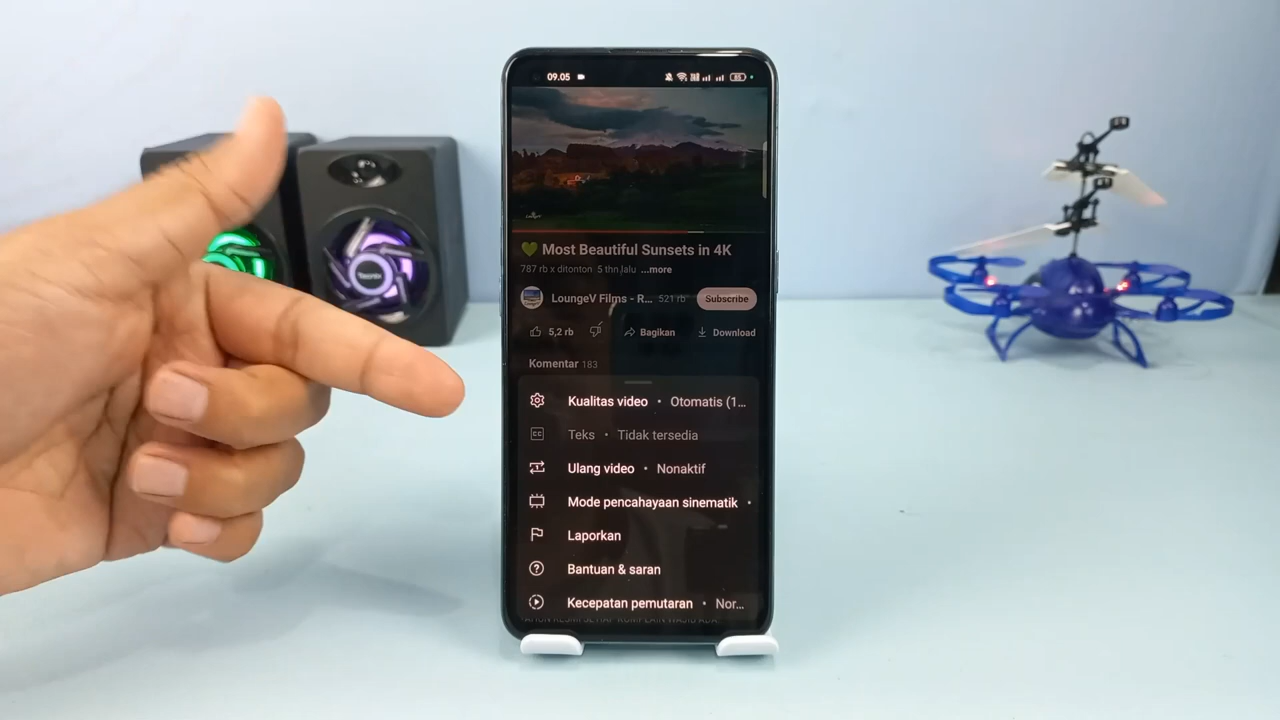 09.05
85
💚 Most Beautiful Sunsets in 4K
787 rb x ditonton 5 thn lalu ...more
LoungeV Films - R... 521 rb Subscribe
5,2 rb Bagikan Download
Komentar 183
Kualitas video • Otomatis (1...
CC Teks • Tidak tersedia
Ulang video • Nonaktif
Mode pencahayaan sinematik •
Laporkan
Bantuan & saran
Kecepatan pemutaran • Nor...